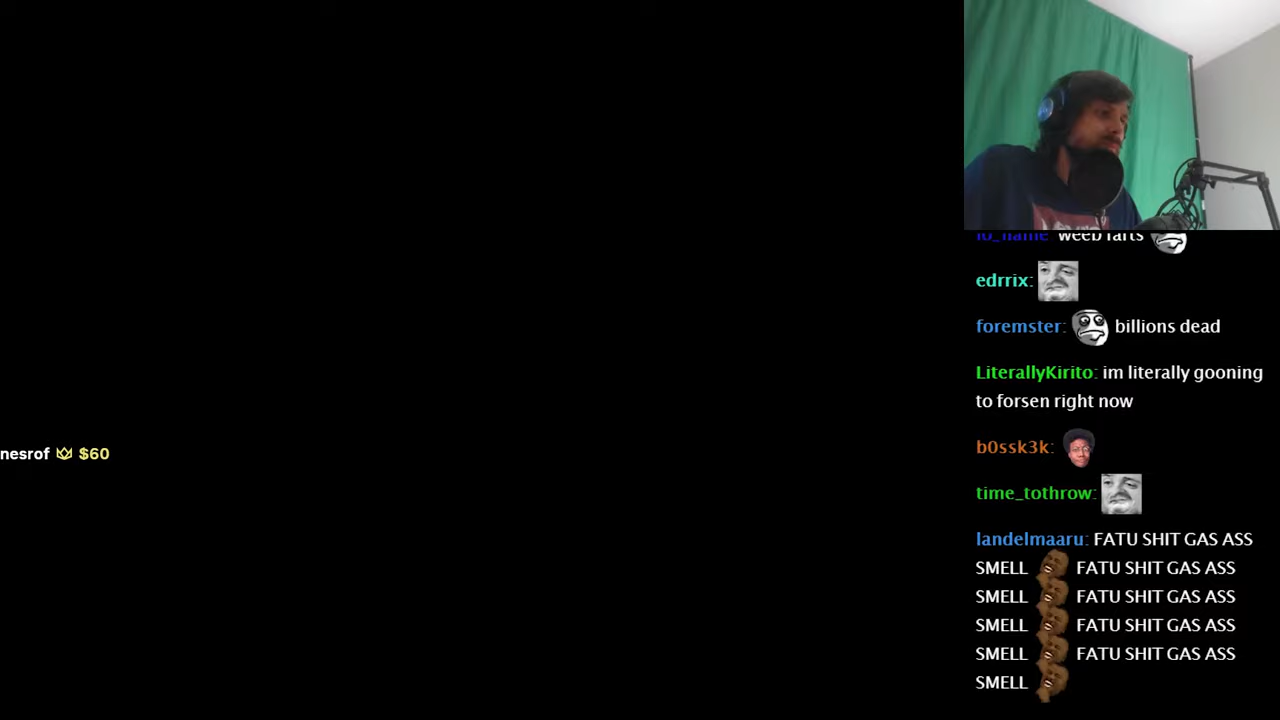 weeb farts
edrrix:
foremster: billions dead
LiterallyKirito: im literally gooning
to forsen right now
nesrof $60
b0ssk3k:
time_tothrow:
landelmaaru: FATU SHIT GAS ASS
SMELL FATU SHIT GAS ASS
SMELL FATU SHIT GAS ASS
SMELL FATU SHIT GAS ASS
SMELL FATU SHIT GAS ASS
SMELL